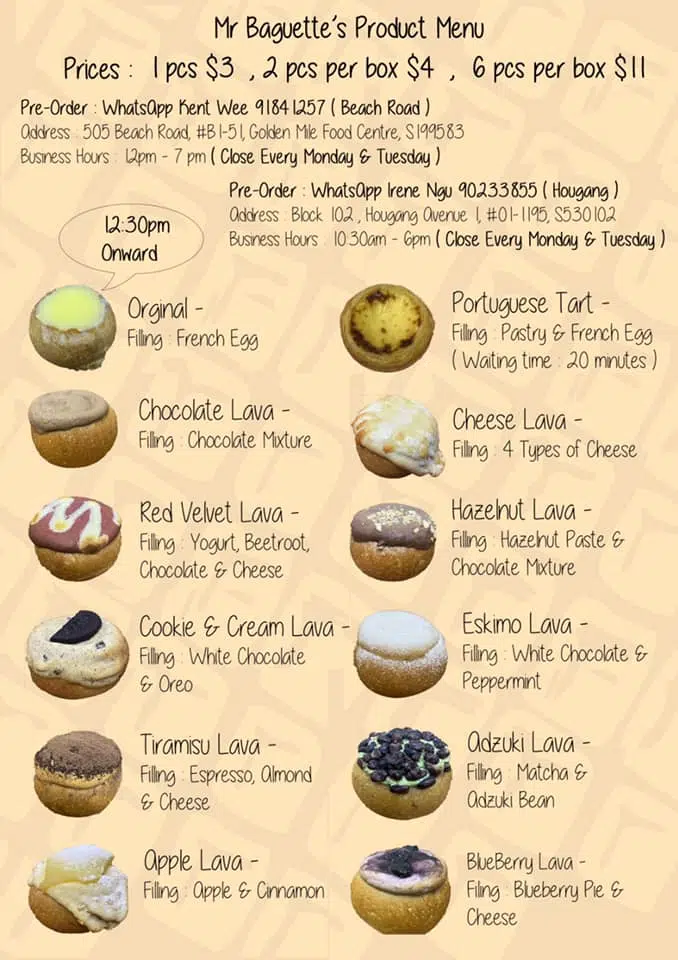 Mr Baguette's Product Menu
Prices : 1 pcs $3 , 2 pcs per box $4 , 6 pcs per box $11
Pre-Order : WhatsApp Kent Wee 91841257 ( Beach Road )
Address : 505 Beach Road, #B1-51, Golden Mile Food Centre, S199583
Business Hours : 12pm - 7 pm ( Close Every Monday & Tuesday )
Pre-Order : WhatsApp Irene Ngu 90233855 ( Hougang )
Address : Block 102 , Hougang Avenue 1, #01-1195, S530102
Business Hours : 10:30am - 6pm ( Close Every Monday & Tuesday )
12:30pm
Onward
Orginal -
Filling : French Egg
Portuguese Tart -
Filling : Pastry & French Egg
( Waiting time : 20 minutes )
Chocolate Lava -
Filling : Chocolate Mixture
Cheese Lava -
Filling : 4 Types of Cheese
Red Velvet Lava -
Filling : Yogurt, Beetroot,
Chocolate & Cheese
Hazelnut Lava -
Filling : Hazelnut Paste &
Chocolate Mixture
Cookie & Cream Lava -
Filling : White Chocolate
& Oreo
Eskimo Lava -
Filling : White Chocolate &
Peppermint
Tiramisu Lava -
Filling : Espresso, Almond
& Cheese
Adzuki Lava -
Filling : Matcha &
Adzuki Bean
Apple Lava -
Filling : Apple & Cinnamon
BlueBerry Lava -
Filing : Blueberry Pie &
Cheese